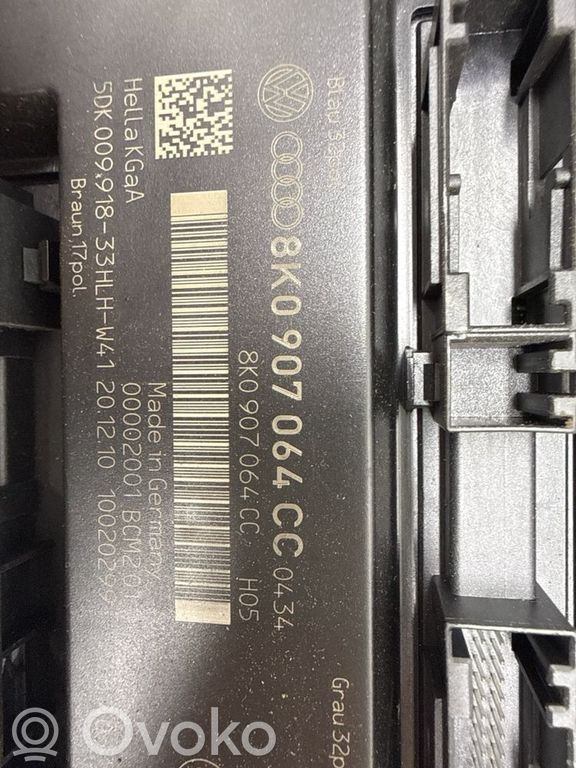 Blau 32pol.
8K0 907 064 CC 0434
8K0 907 064 CC H05
Hella KGaA
Made in Germany
00002001 BCM2 01
5DK 009.918-33HLH-W41 20.12.10 10020299
Braun 17pol.
Grau 32p
Ovoko